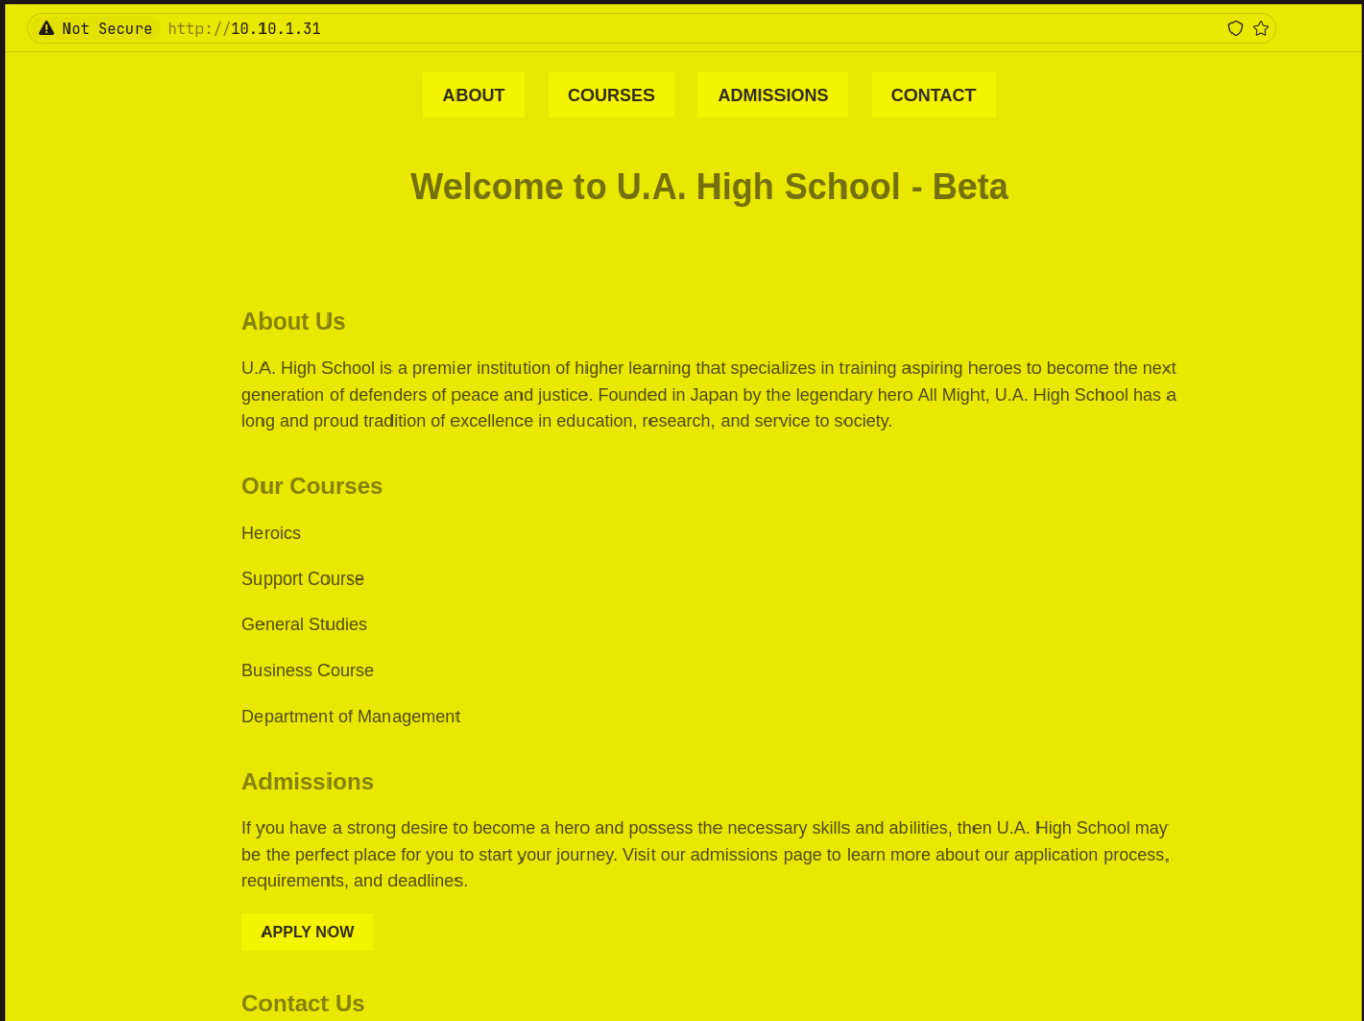 Not Secure http://10.10.1.31
ABOUT COURSES ADMISSIONS CONTACT
Welcome to U.A. High School - Beta
About Us
U.A. High School is a premier institution of higher learning that specializes in training aspiring heroes to become the next
generation of defenders of peace and justice. Founded in Japan by the legendary hero All Might, U.A. High School has a
long and proud tradition of excellence in education, research, and service to society.
Our Courses
Heroics
Support Course
General Studies
Business Course
Department of Management
Admissions
If you have a strong desire to become a hero and possess the necessary skills and abilities, then U.A. High School may
be the perfect place for you to start your journey. Visit our admissions page to learn more about our application process,
requirements, and deadlines.
APPLY NOW
Contact Us